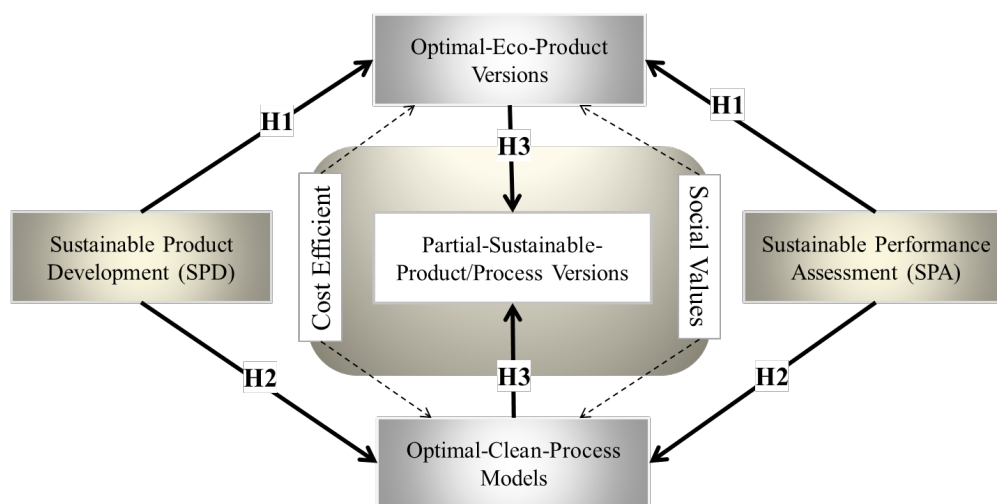 Optimal-Eco-Product
Versions
H1
H1
H3
Cost Efficient
Social Values
Sustainable Product
Development (SPD)
Partial-Sustainable-
Product/Process Versions
Sustainable Performance
Assessment (SPA)
H2
H3
H2
Optimal-Clean-Process
Models